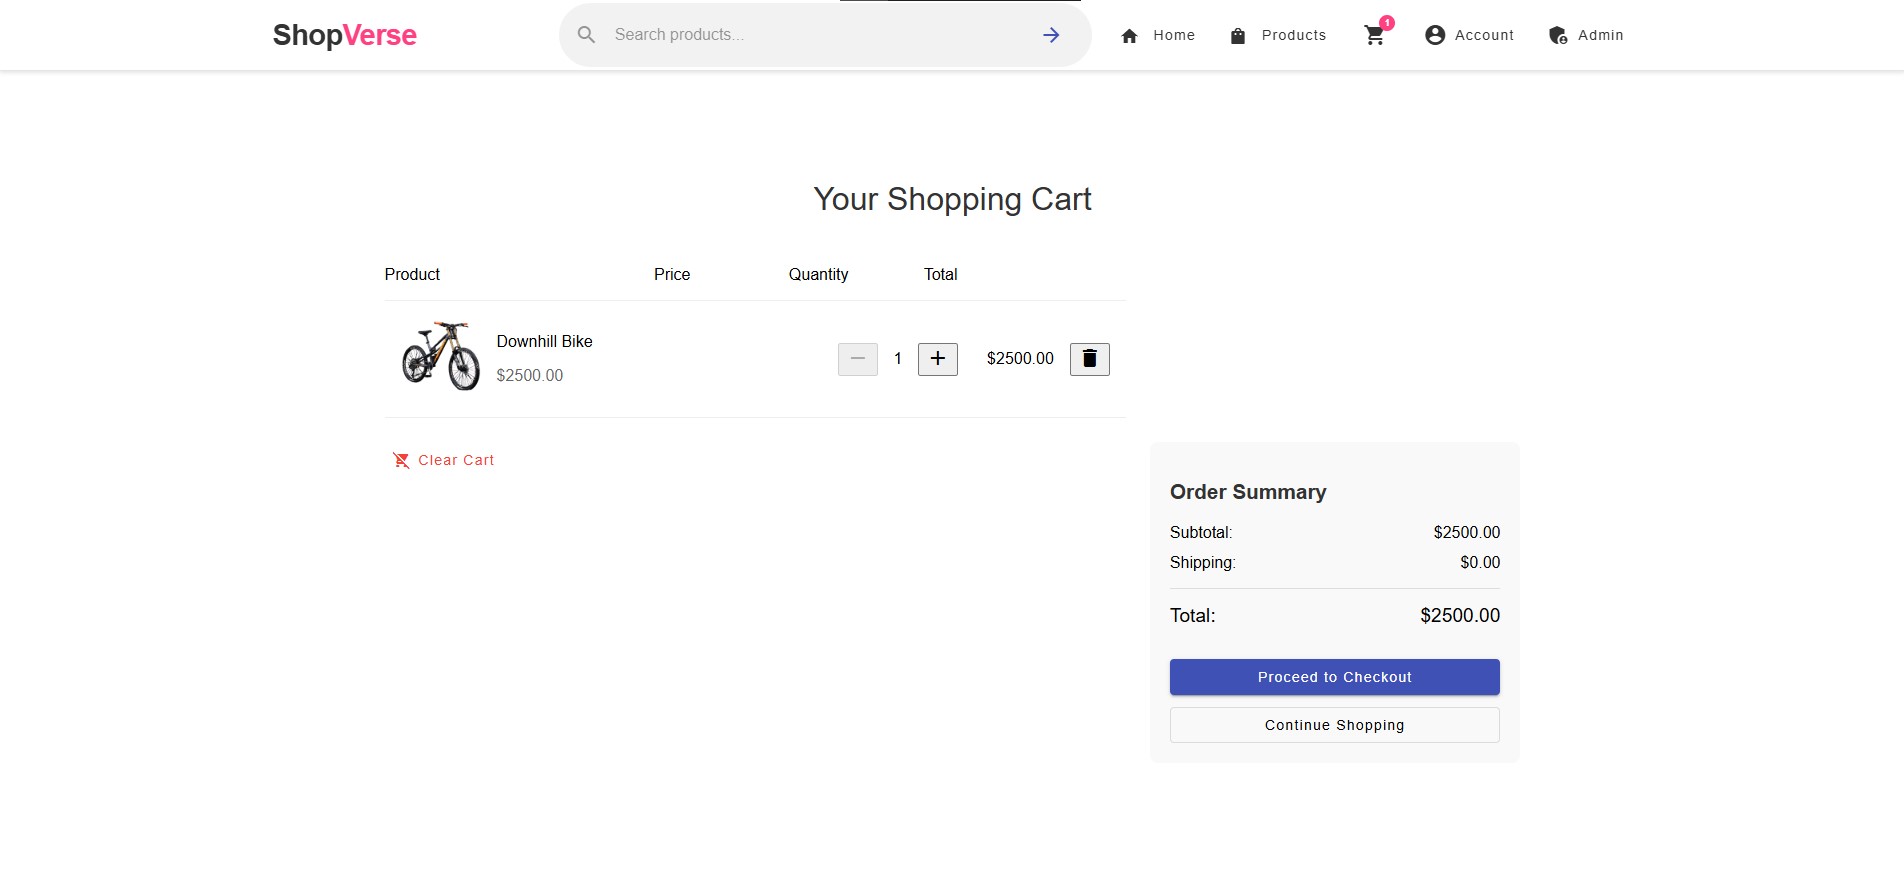 ShopVerse
Search products...
Home
Products
1
Account
Admin
Your Shopping Cart
Product Price Quantity Total
Downhill Bike
$2500.00
1
$2500.00
Clear Cart
Order Summary
Subtotal: $2500.00
Shipping: $0.00
Total: $2500.00
Proceed to Checkout
Continue Shopping